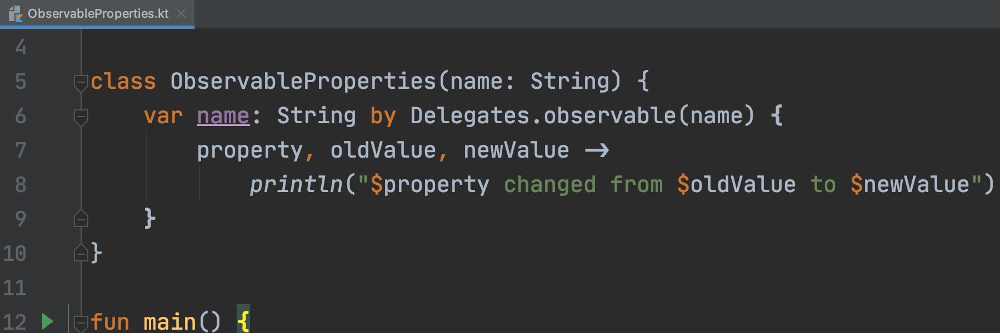 ObservableProperties.kt
4
5 class ObservableProperties(name: String) {
6 var name: String by Delegates.observable(name) {
7 property, oldValue, newValue ->
8 println("$property changed from $oldValue to $newValue")
9 }
10 }
11
12 fun main() {